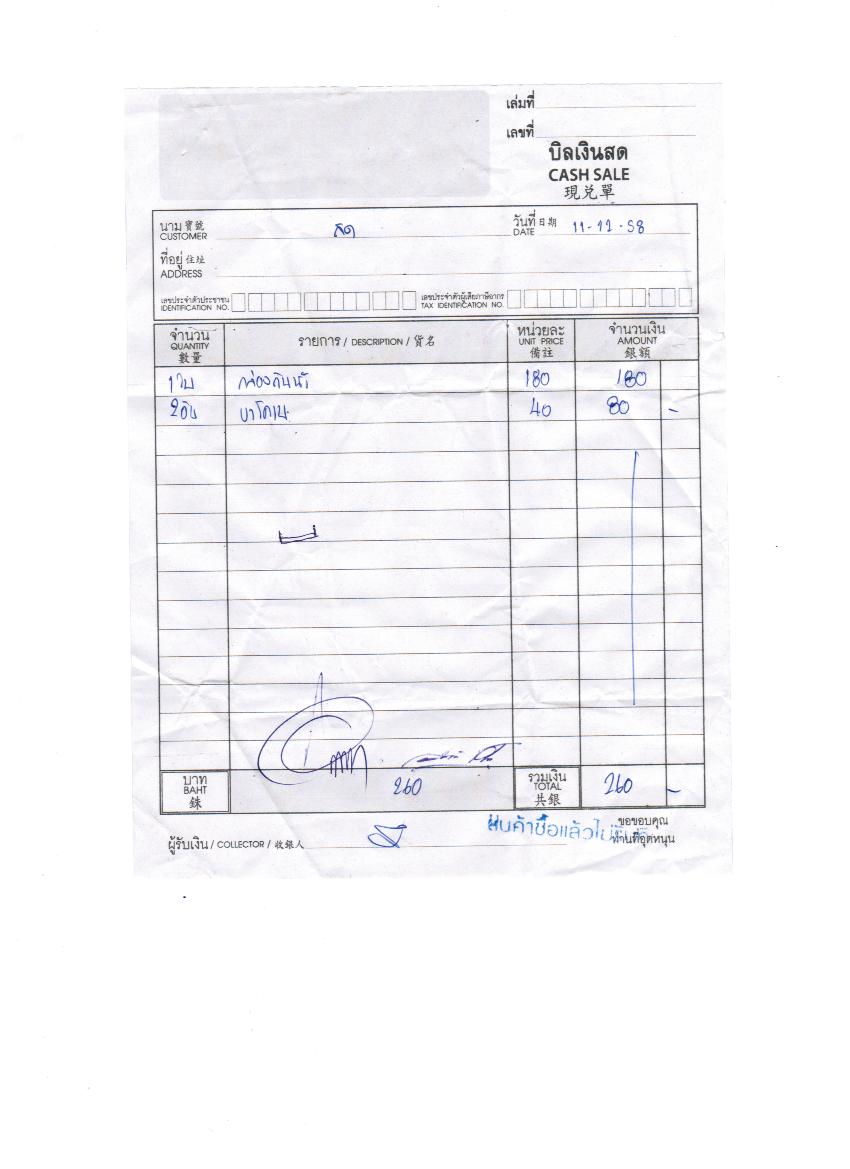 เล่มที่
เลขที่
บิลเงินสด
CASH SALE
現兌單
นาม寶號 สด วันที่日期 11-12-58
CUSTOMER DATE
ที่อยู่住址
ADDRESS
เลขประจำตัวประชาชน เลขประจำตัวผู้เสียภาษีอากร
IDENTIFICATION NO. TAX IDENTIFICATION NO.
จำนวน รายการ / DESCRIPTION / 貨名 หน่วยละ จำนวนเงิน
QUANTITY UNIT PRICE AMOUNT
數量 備註 銀額
1ใบ กล่องกันน้ำ 180 180
2อัน 40 80 -
บาท 260 รวมเงิน 260 -
BAHT TOTAL
銖 共銀
สินค้าซื้อแล้วไม่ ขอขอบคุณ
ผู้รับเงิน / COLLECTOR / 收銀人 ท่านที่อุดหนุน